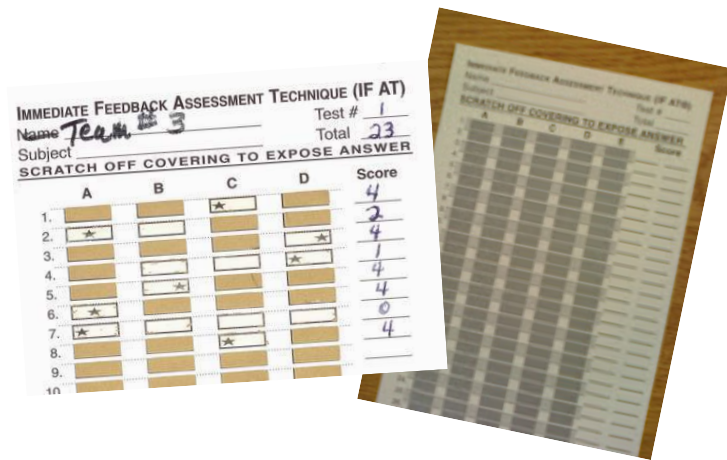 IMMEDIATE FEEDBACK ASSESSMENT TECHNIQUE (IF AT)
Name Team # 3 Test # 1
Subject Total 23
SCRATCH OFF COVERING TO EXPOSE ANSWER
A B C D Score
1. 4
2. 2
3. 4
4. 1
5. 4
6. 4
7. 0
8. 4
9.
10.
IMMEDIATE FEEDBACK ASSESSMENT TECHNIQUE (IF AT)
Name Test #
Subject Total
SCRATCH OFF COVERING TO EXPOSE ANSWER
A B C D E Score